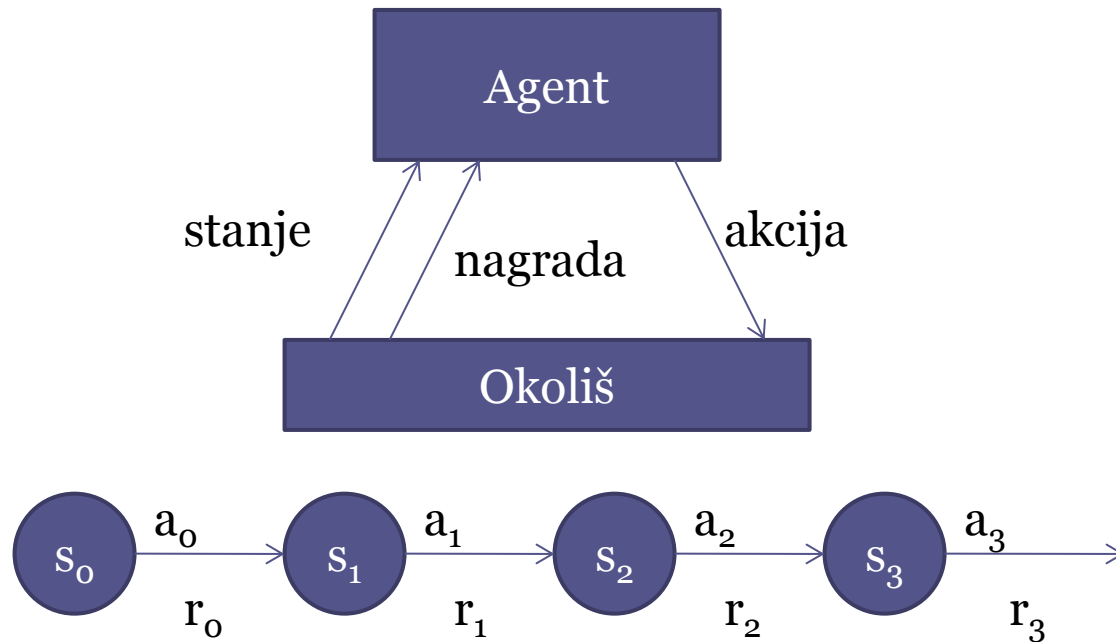 Agent
stanje
nagrada
akcija
Okoliš
s₀ a₀ s₁ a₁ s₂ a₂ s₃ a₃
r₀ r₁ r₂ r₃